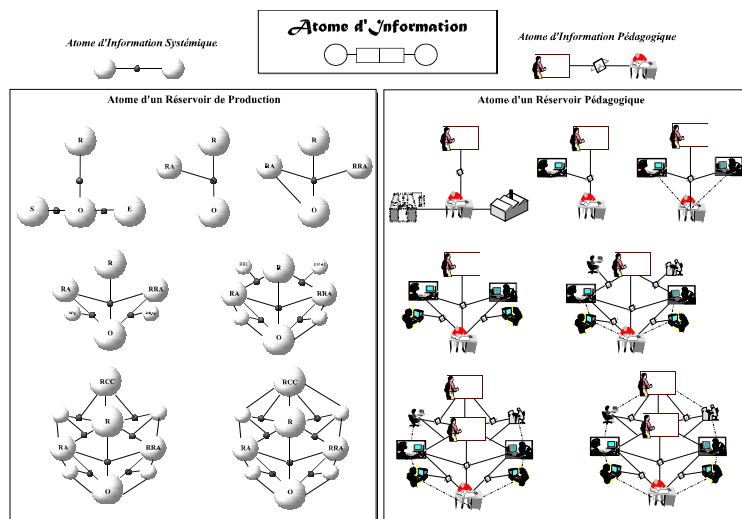 Atome d'Information
Atome d'Information Systémique
Atome d'Information Pédagogique
Atome d'un Réservoir de Production
Atome d'un Réservoir Pédagogique
R
S
O
E
R
RA
O
R
RA
RRA
O
R
RA
RRA
O
R
RA
RRA
O
RCC
R
RA
RRA
O
RCC
R
RA
RRA
O